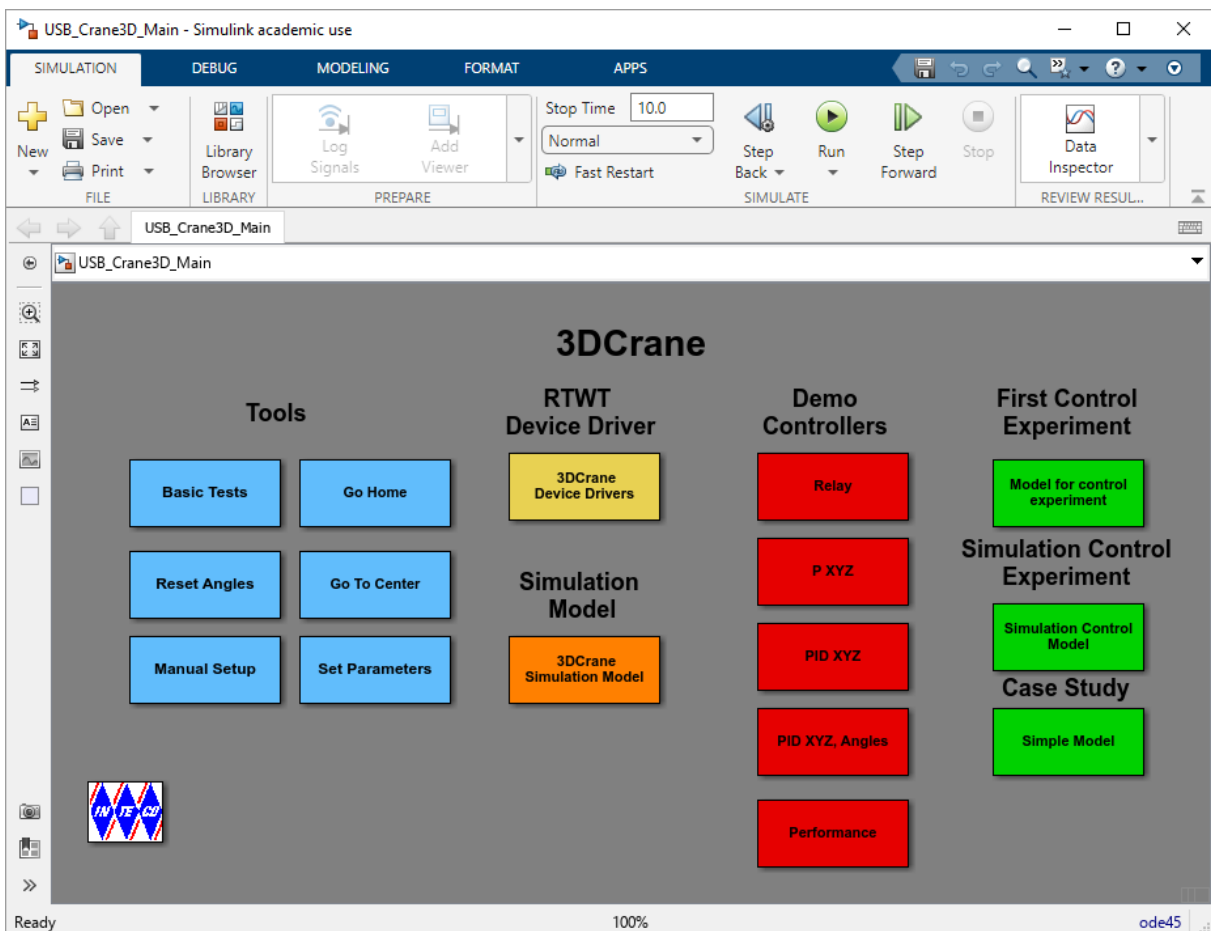 USB_Crane3D_Main - Simulink academic use
SIMULATION DEBUG MODELING FORMAT APPS
New
Open
Save
Print
FILE
Library
Browser
LIBRARY
Log
Signals
Add
Viewer
PREPARE
Stop Time 10.0
Normal
Fast Restart
Step
Back
Run
Step
Forward
Stop
SIMULATE
Data
Inspector
REVIEW RESUL...
USB_Crane3D_Main
USB_Crane3D_Main
3DCrane
Tools
Basic Tests
Go Home
Reset Angles
Go To Center
Manual Setup
Set Parameters
IN TE CO
RTWT
Device Driver
3DCrane
Device Drivers
Simulation
Model
3DCrane
Simulation Model
Demo
Controllers
Relay
P XYZ
PID XYZ
PID XYZ, Angles
Performance
First Control
Experiment
Model for control
experiment
Simulation Control
Experiment
Simulation Control
Model
Case Study
Simple Model
Ready 100% ode45